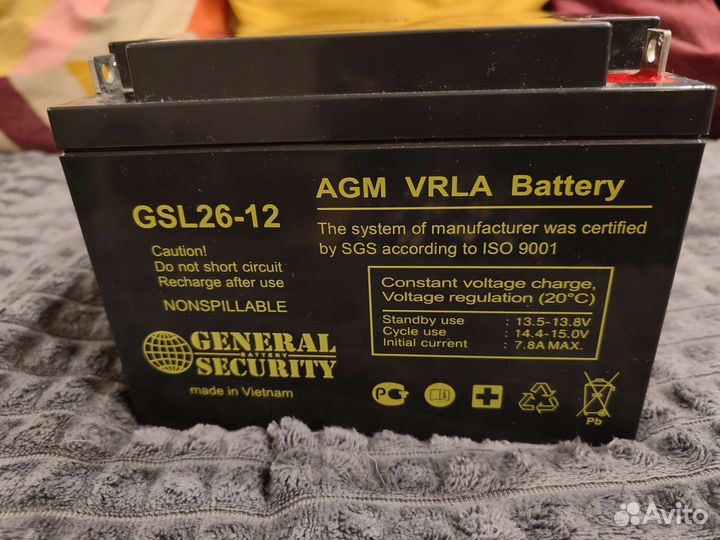 GSL26-12
Caution!
Do not short circuit
Recharge after use
NONSPILLABLE
GENERAL
BATTERY
SECURITY
made in Vietnam
AGM VRLA Battery
The system of manufacturer was certified
by SGS according to ISO 9001
Constant voltage charge,
Voltage regulation (20°C)
Standby use : 13.5-13.8V
Cycle use : 14.4-15.0V
Initial current : 7.8A MAX.
Pb
Avito